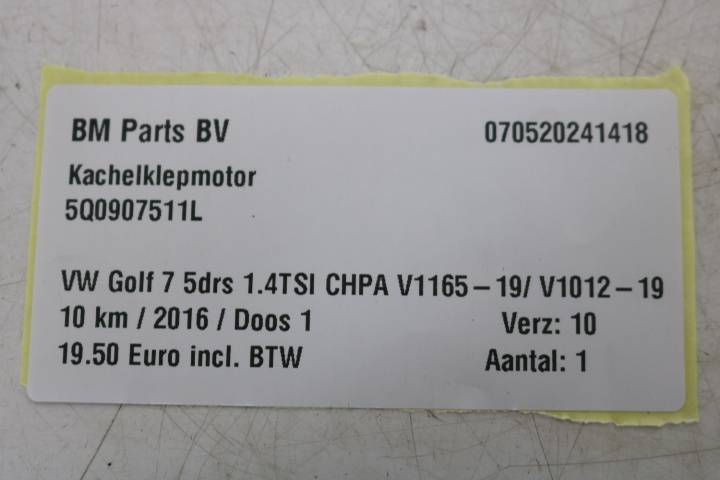 BM Parts BV 070520241418
Kachelklepmotor
5Q0907511L
VW Golf 7 5drs 1.4TSI CHPA V1165-19/ V1012-19
10 km / 2016 / Doos 1 Verz: 10
19.50 Euro incl. BTW Aantal: 1